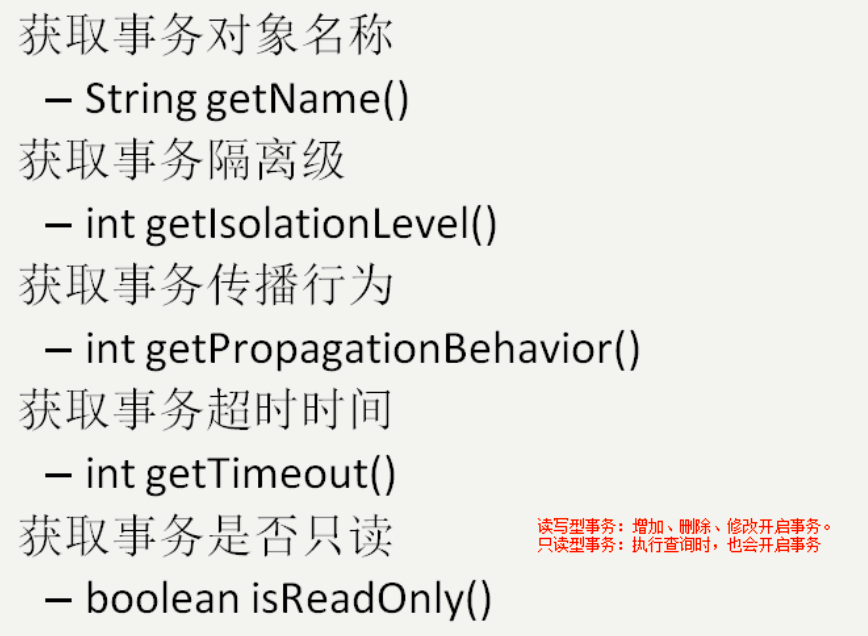 获取事务对象名称
– String getName()
获取事务隔离级
– int getIsolationLevel()
获取事务传播行为
– int getPropagationBehavior()
获取事务超时时间
– int getTimeout()
获取事务是否只读
读写型事务：增加、删除、修改开启事务。
只读型事务：执行查询时，也会开启事务
– boolean isReadOnly()